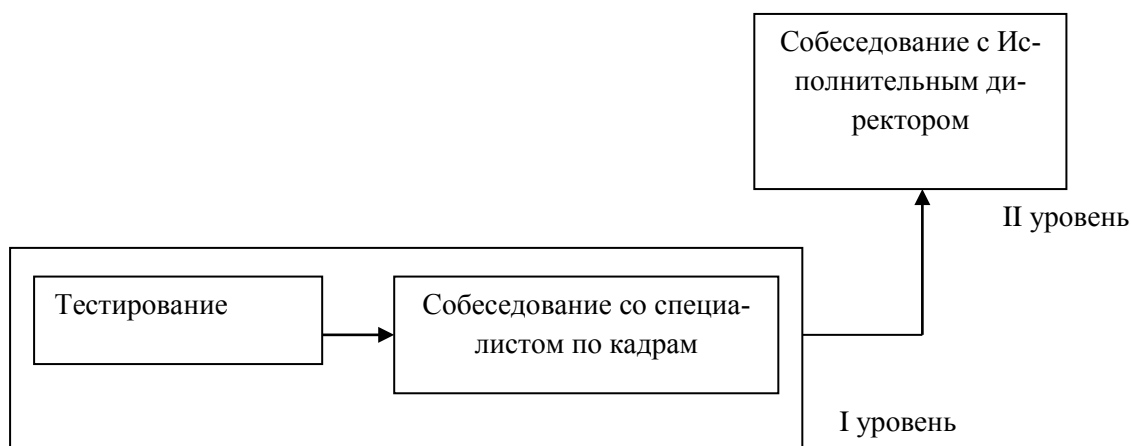 Собеседование с Ис-
полнительным ди-
ректором
II уровень
Тестирование
Собеседование со специа-
листом по кадрам
I уровень